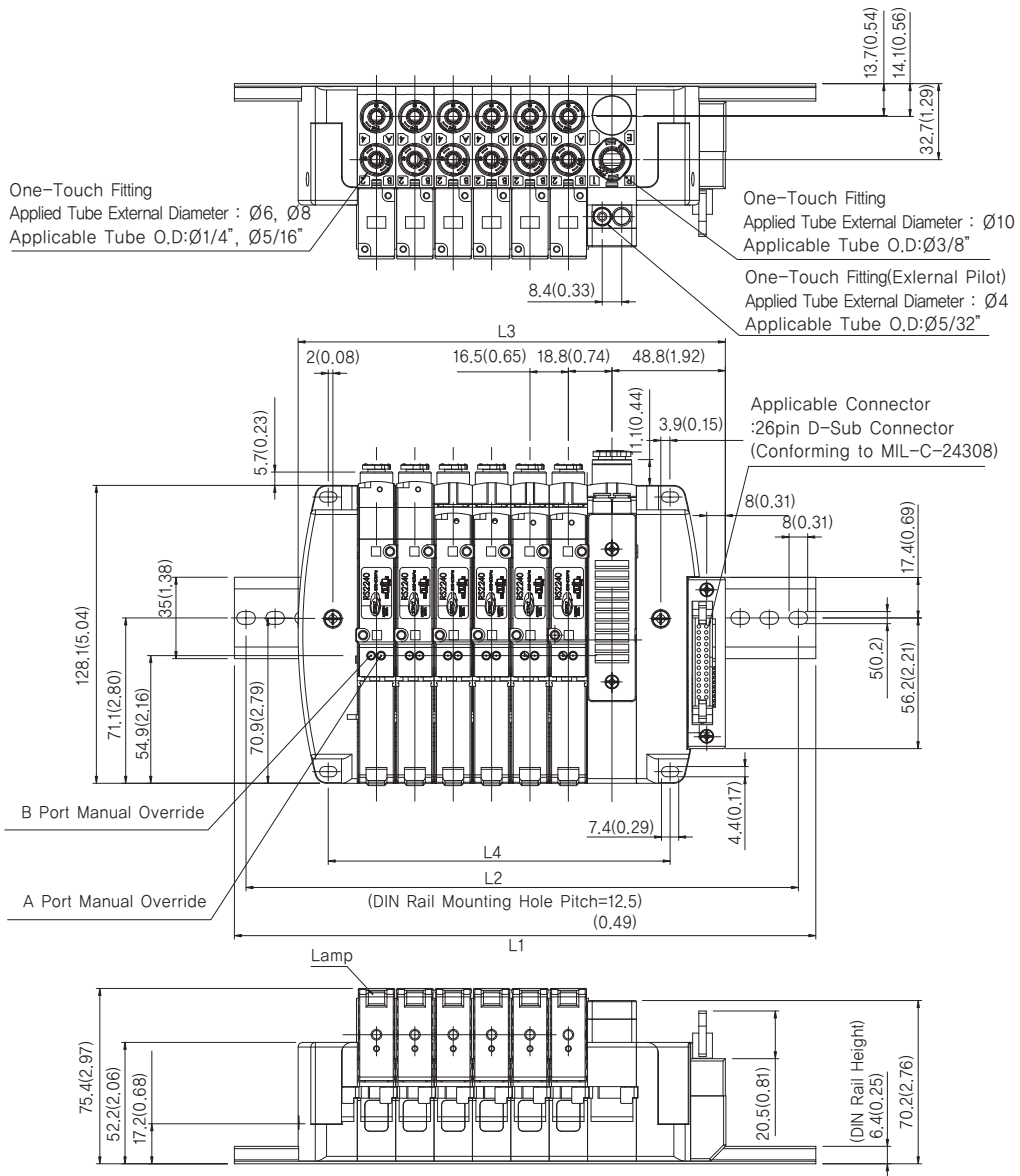 13.7(0.54)
14.1(0.56)
32.7(1.29)
One-Touch Fitting
Applied Tube External Diameter : Ø6, Ø8
Applicable Tube O.D:Ø1/4", Ø5/16"
One-Touch Fitting
Applied Tube External Diameter : Ø10
Applicable Tube O.D:Ø3/8"
One-Touch Fitting(Exlernal Pilot)
Applied Tube External Diameter : Ø4
Applicable Tube O.D:Ø5/32"
8.4(0.33)
L3
2(0.08)
16.5(0.65)
18.8(0.74)
48.8(1.92)
5.7(0.23)
11.1(0.44)
3.9(0.15)
Applicable Connector
:26pin D-Sub Connector
(Conforming to MIL-C-24308)
8(0.31)
8(0.31)
17.4(0.69)
35(1.38)
128.1(5.04)
71.1(2.80)
54.9(2.16)
70.9(2.79)
RS2240
RS2240
RS2240
RS2240
RS2240
RS2240
5(0.2)
56.2(2.21)
B Port Manual Override
7.4(0.29)
4.4(0.17)
L4
L2
A Port Manual Override
(DIN Rail Mounting Hole Pitch=12.5)
(0.49)
L1
Lamp
75.4(2.97)
52.2(2.06)
17.2(0.68)
20.5(0.81)
(DIN Rail Height)
6.4(0.25)
70.2(2.76)